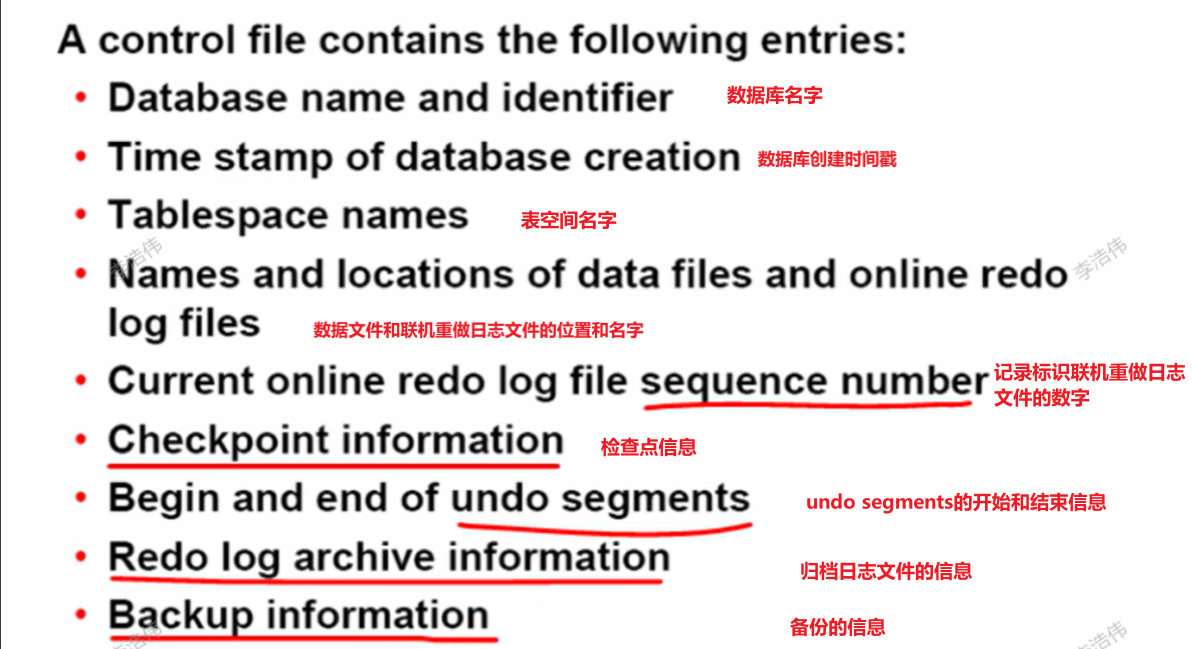 A control file contains the following entries:
• Database name and identifier 数据库名字
• Time stamp of database creation 数据库创建时间戳
• Tablespace names 表空间名字
李浩伟 李浩伟
• Names and locations of data files and online redo
log files 数据文件和联机重做日志文件的位置和名字
• Current online redo log file sequence number 记录标识联机重做日志
文件的数字
• Checkpoint information 检查点信息
• Begin and end of undo segments undo segments的开始和结束信息
• Redo log archive information 归档日志文件的信息
• Backup information 备份的信息
李浩伟 李浩伟